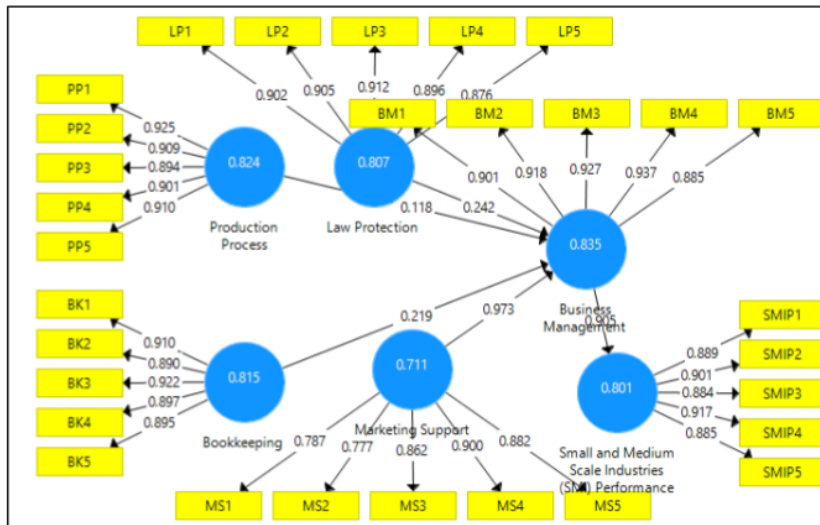 LP1 LP2 LP3 LP4 LP5
0.902 0.905 0.912 0.896 0.876
PP1
PP2
PP3
PP4
PP5
0.925
0.909
0.894
0.901
0.910
0.824
Production
Process
0.807
Law Protection
BM1 BM2 BM3 BM4 BM5
0.901 0.918 0.927 0.937 0.885
0.118 0.242
0.835
Business
Management
0.219 0.973
0.905
BK1
BK2
BK3
BK4
BK5
0.910
0.890
0.922
0.897
0.895
0.815
Bookkeeping
0.711
Marketing Support
0.787 0.777 0.862 0.900 0.882
MS1 MS2 MS3 MS4 MS5
0.801
Small and Medium
Scale Industries
(SMI) Performance
0.889
0.901
0.884
0.917
0.885
SMIP1
SMIP2
SMIP3
SMIP4
SMIP5